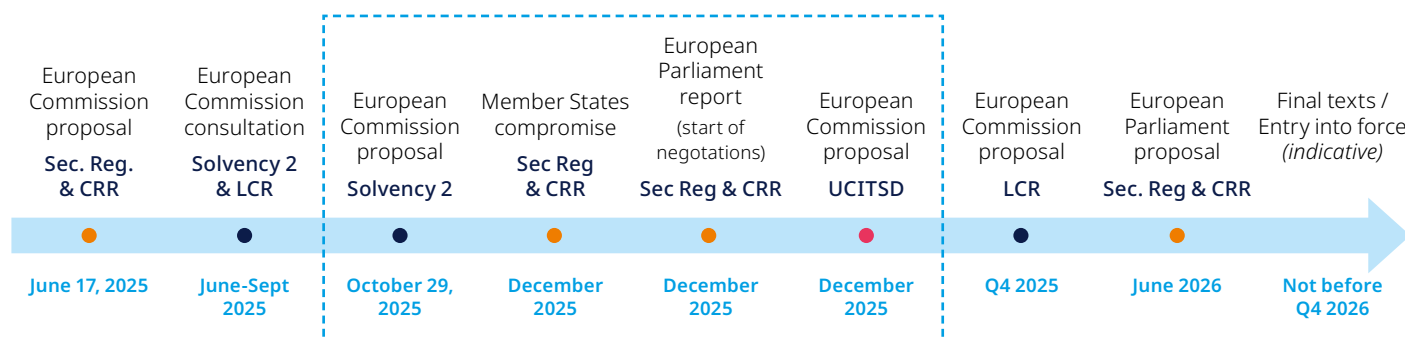 European
Commission
proposal
Sec. Reg.
& CRR
June 17, 2025
European
Commission
consultation
Solvency 2
& LCR
June-Sept
2025
European
Commission
proposal
Solvency 2
October 29,
2025
Member States
compromise
Sec Reg
& CRR
December
2025
European
Parliament
report
(start of
negotations)
Sec Reg & CRR
December
2025
European
Commission
proposal
UCITSD
December
2025
European
Commission
proposal
LCR
Q4 2025
European
Parliament
proposal
Sec. Reg & CRR
June 2026
Final texts /
Entry into force
(indicative)
Not before
Q4 2026